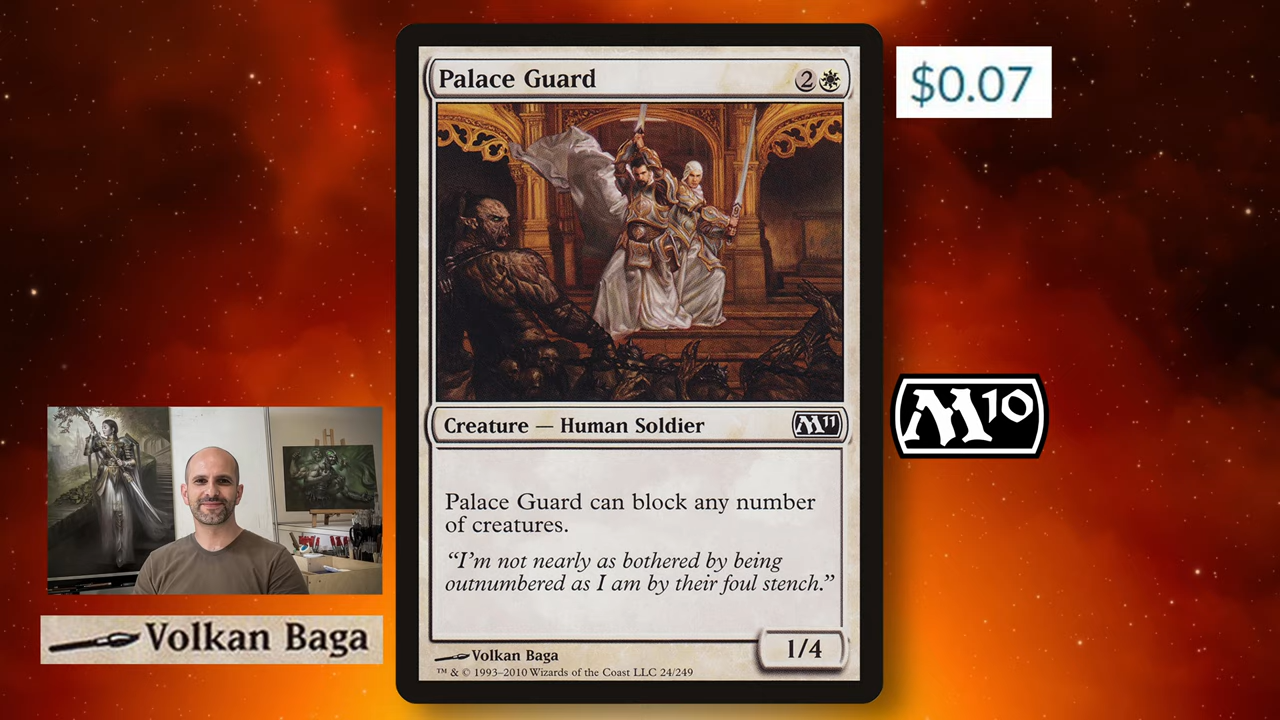 Palace Guard 2
$0.07
Creature — Human Soldier M11
M10
Palace Guard can block any number
of creatures.
“I'm not nearly as bothered by being
outnumbered as I am by their foul stench.”
1/4
Volkan Baga
™ & © 1993–2010 Wizards of the Coast LLC 24/249
Volkan Baga